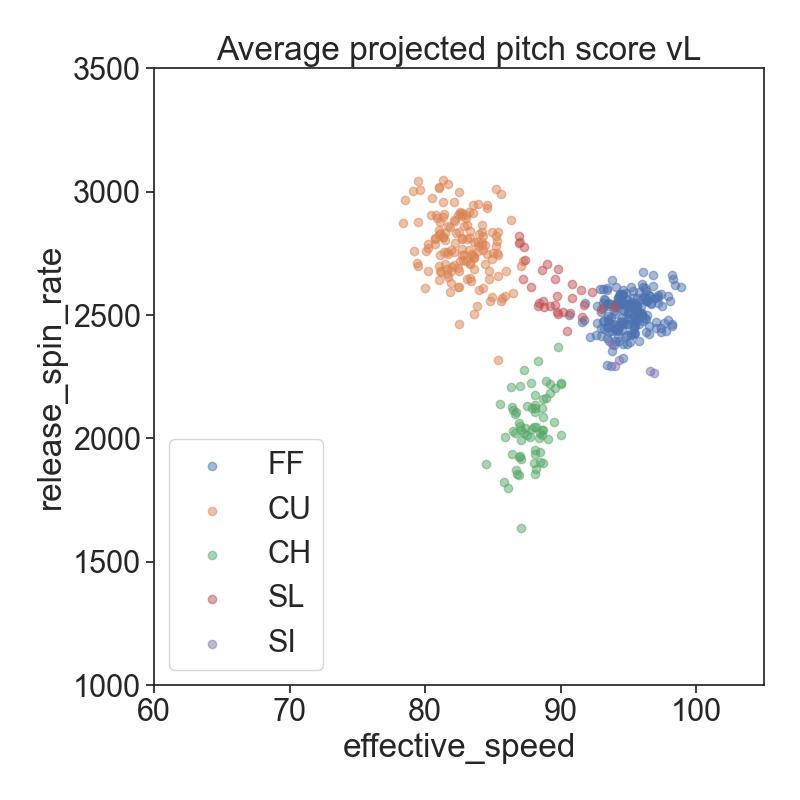 Average projected pitch score vL
3500
3000
2500
2000
1500
1000
release_spin_rate
FF
CU
CH
SL
SI
60
70
80
90
100
effective_speed